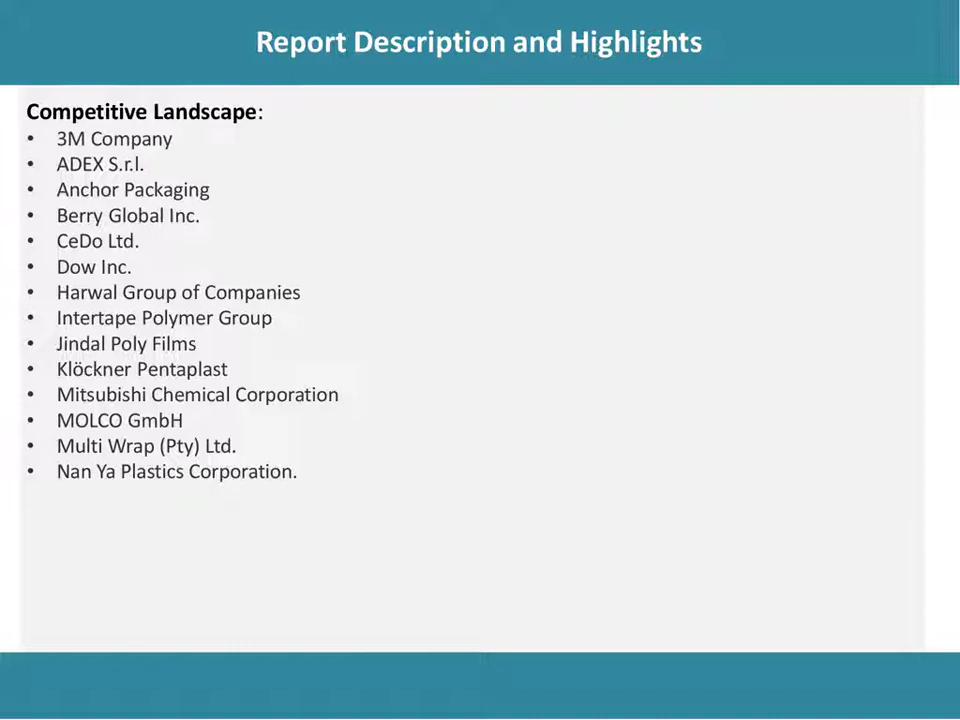 Report Description and Highlights
Competitive Landscape:
• 3M Company
• ADEX S.r.l.
• Anchor Packaging
• Berry Global Inc.
• CeDo Ltd.
• Dow Inc.
• Harwal Group of Companies
• Intertape Polymer Group
• Jindal Poly Films
• Klöckner Pentaplast
• Mitsubishi Chemical Corporation
• MOLCO GmbH
• Multi Wrap (Pty) Ltd.
• Nan Ya Plastics Corporation.